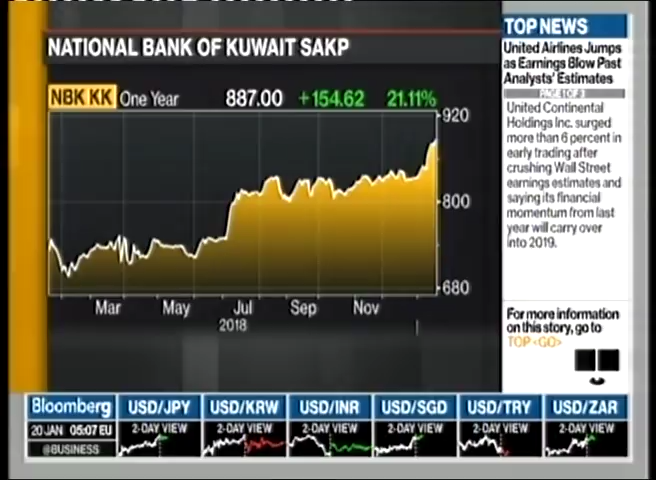 NATIONAL BANK OF KUWAIT SAKP
NBK KK One Year 887.00 +154.62 21.11%
920
800
680
Mar May Jul Sep Nov
2018
TOP NEWS
United Airlines Jumps
as Earnings Blow Past
Analysts' Estimates
PAGE 1 OF 3
United Continental
Holdings Inc. surged
more than 6 percent in
early trading after
crushing Wall Street
earnings estimates and
saying its financial
momentum from last
year will carry over
into 2019.
For more information
on this story, go to
TOP <GO>
Bloomberg USD/JPY USD/KRW USD/INR USD/SGD USD/TRY USD/ZAR
20 JAN 05:07 EU 2-DAY VIEW 2-DAY VIEW 2-DAY VIEW 2-DAY VIEW 2-DAY VIEW 2-DAY VIEW
@BUSINESS